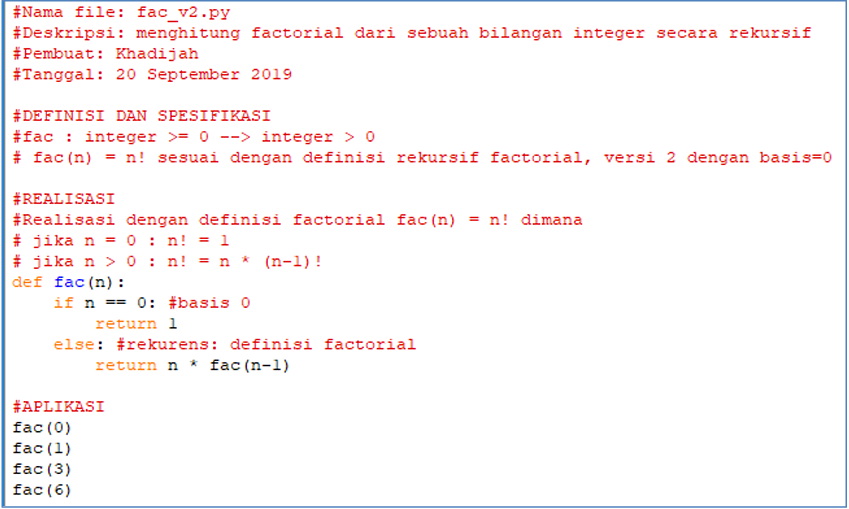 #Nama file: fac_v2.py
#Deskripsi: menghitung factorial dari sebuah bilangan integer secara rekursif
#Pembuat: Khadijah
#Tanggal: 20 September 2019

#DEFINISI DAN SPESIFIKASI
#fac : integer >= 0 --> integer > 0
# fac(n) = n! sesuai dengan definisi rekursif factorial, versi 2 dengan basis=0

#REALISASI
#Realisasi dengan definisi factorial fac(n) = n! dimana
# jika n = 0 : n! = 1
# jika n > 0 : n! = n * (n-1)!
def fac(n):
    if n == 0: #basis 0
        return 1
    else: #rekurens: definisi factorial
        return n * fac(n-1)

#APLIKASI
fac(0)
fac(1)
fac(3)
fac(6)